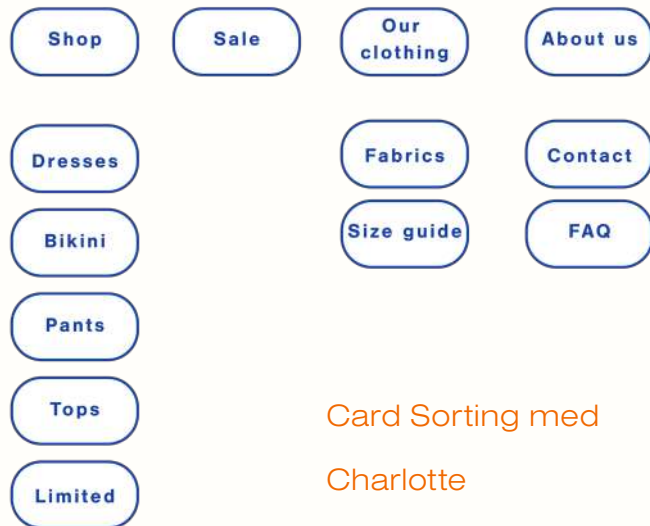 Shop
Sale
Our
clothing
About us
Dresses
Fabrics
Contact
Bikini
Size guide
FAQ
Pants
Tops
Limited
Card Sorting med
Charlotte